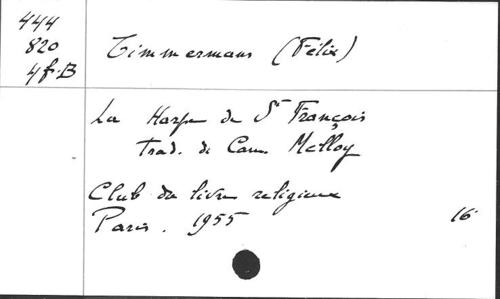 444
820
4f-B
Timmermans (Félix)
La Harpe de St François
trad. de Cam. Melloy
Club du livre religieux
Paris. 1955 16°